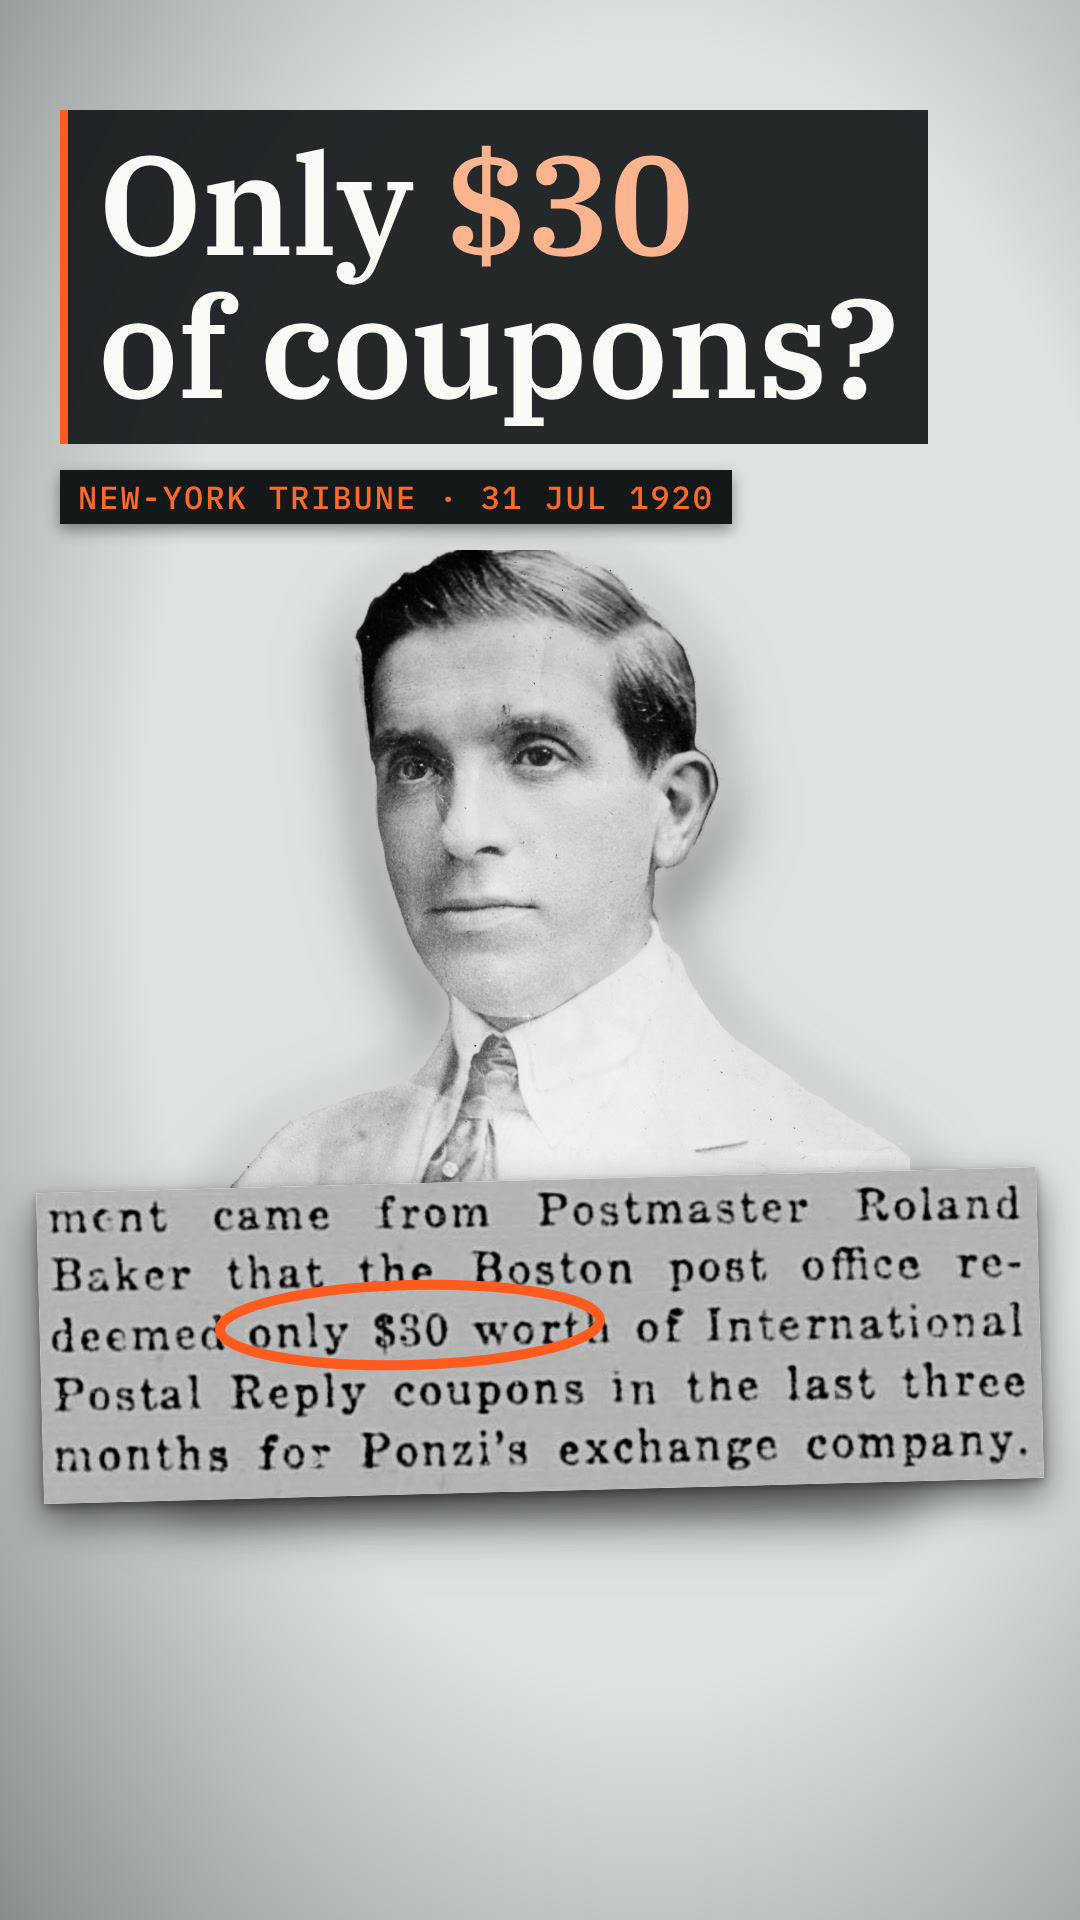 Only $30
of coupons?
NEW-YORK TRIBUNE · 31 JUL 1920
ment came from Postmaster Roland
Baker that the Boston post office re-
deemed only $30 worth of International
Postal Reply coupons in the last three
months for Ponzi's exchange company.